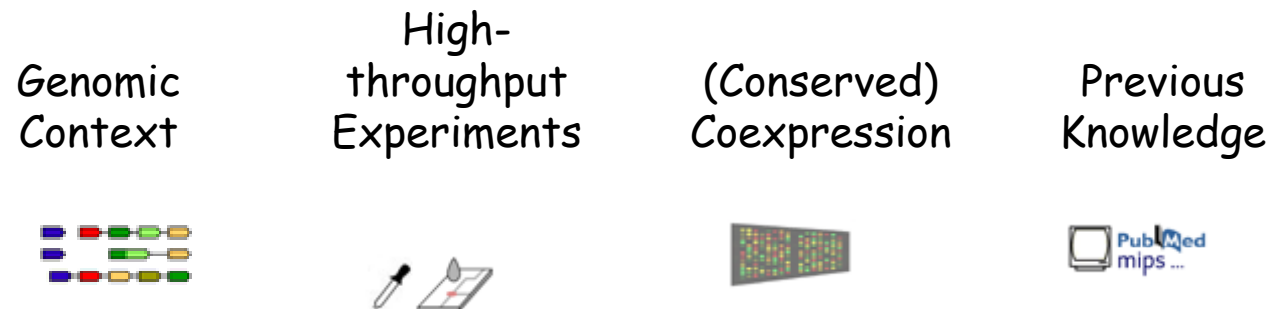 Genomic
Context
High-
throughput
Experiments
(Conserved)
Coexpression
Previous
Knowledge
PubMed
mips ...